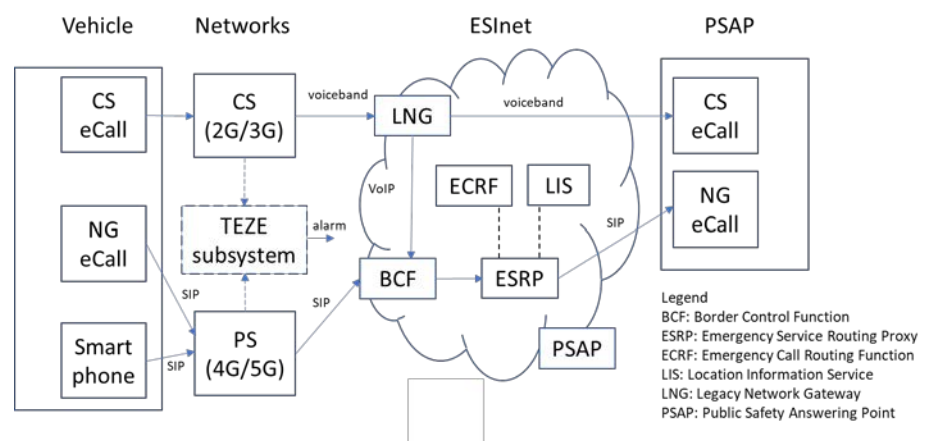 Vehicle
Networks
ESInet
PSAP
CS
eCall
CS
(2G/3G)
voiceband
LNG
voiceband
CS
eCall
VoIP
ECRF
LIS
NG
eCall
NG
eCall
TEZE
subsystem
alarm
SIP
SIP
SIP
BCF
ESRP
Smart
phone
SIP
PS
(4G/5G)
PSAP
Legend
BCF: Border Control Function
ESRP: Emergency Service Routing Proxy
ECRF: Emergency Call Routing Function
LIS: Location Information Service
LNG: Legacy Network Gateway
PSAP: Public Safety Answering Point